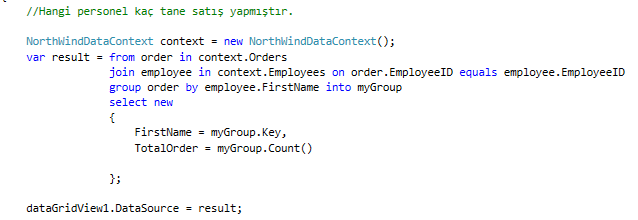 //Hangi personel kaç tane satış yapmıştır.
NorthWindDataContext context = new NorthWindDataContext();
var result = from order in context.Orders
join employee in context.Employees on order.EmployeeID equals employee.EmployeeID
group order by employee.FirstName into myGroup
select new
{
FirstName = myGroup.Key,
TotalOrder = myGroup.Count()
};
dataGridView1.DataSource = result;